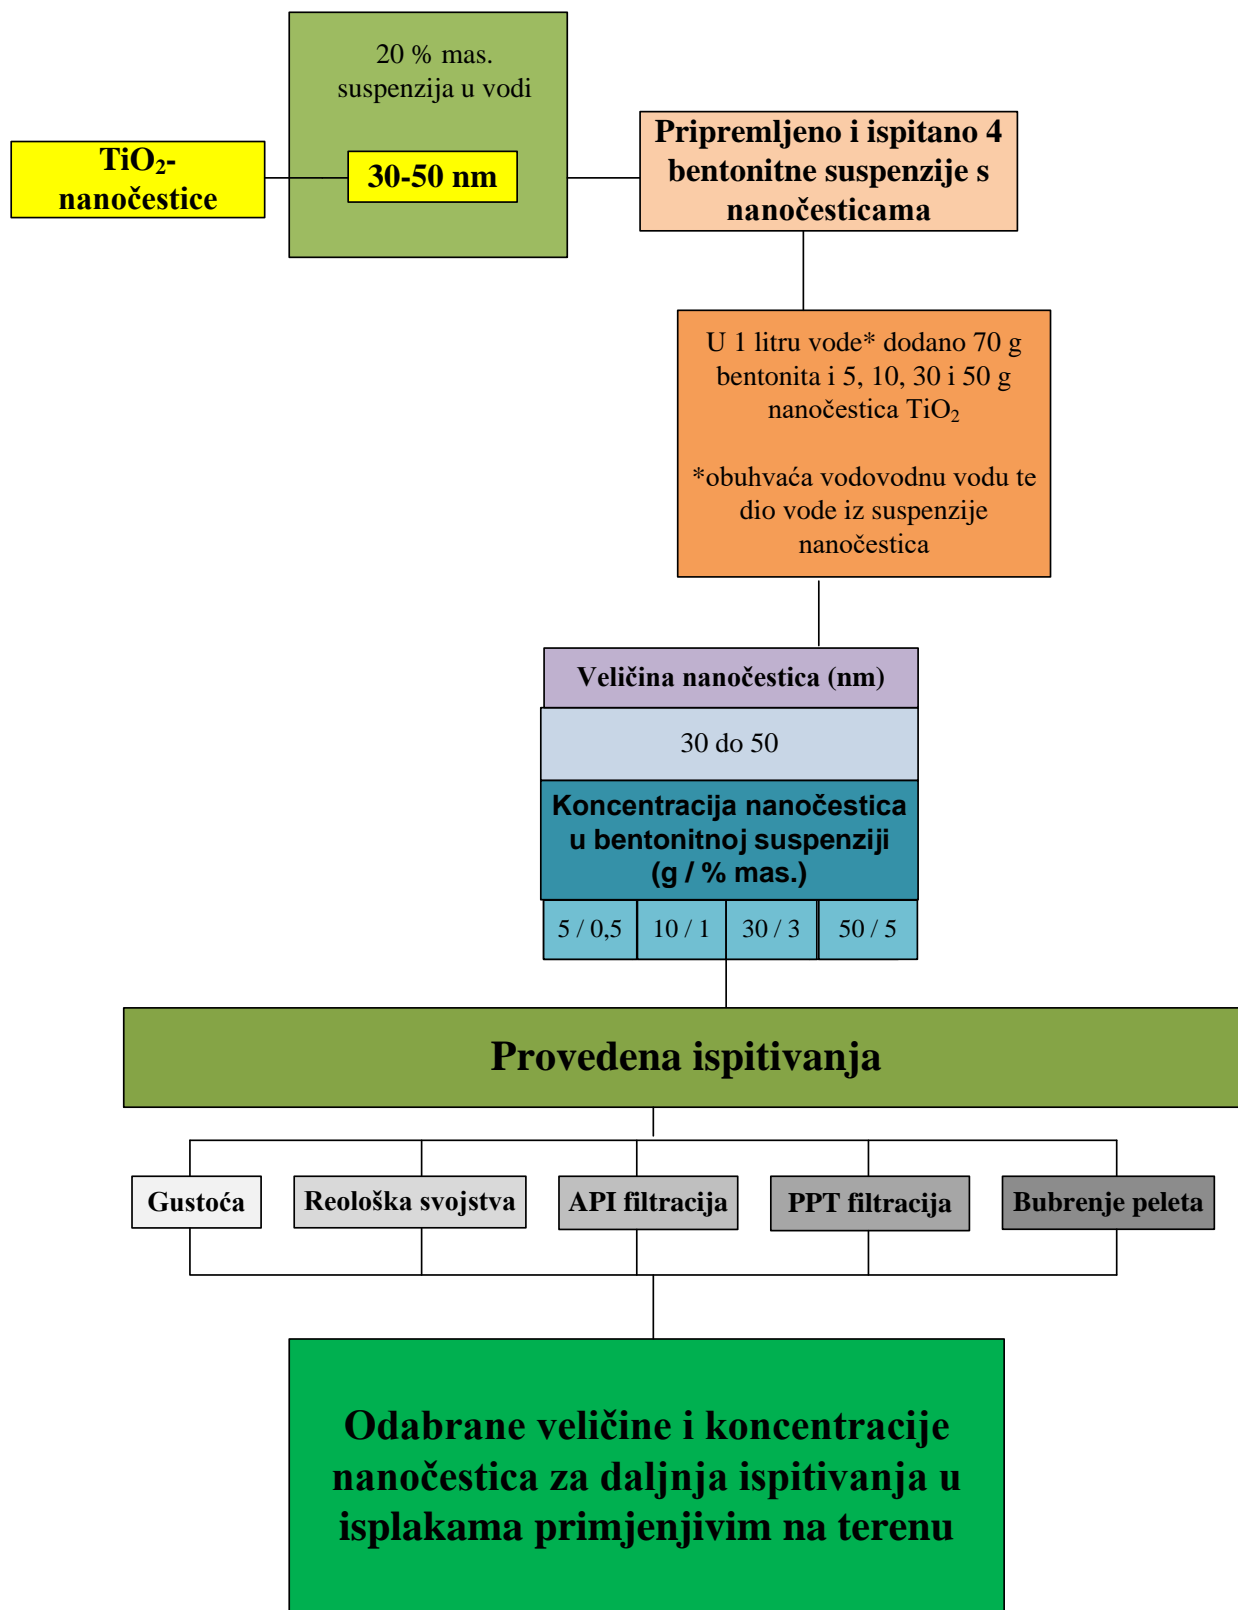 20 % mas.
suspenzija u vodi
TiO₂-
nanočestice
30-50 nm
Pripremljeno i ispitano 4
bentonitne suspenzije s
nanočesticama
U 1 litru vode* dodano 70 g
bentonita i 5, 10, 30 i 50 g
nanočestica TiO₂
*obuhvaća vodovodnu vodu te
dio vode iz suspenzije
nanočestica
Veličina nanočestica (nm)
30 do 50
Koncentracija nanočestica
u bentonitnoj suspenziji
(g / % mas.)
5 / 0,5 10 / 1 30 / 3 50 / 5
Provedena ispitivanja
Gustoća Reološka svojstva API filtracija PPT filtracija Bubrenje peleta
Odabrane veličine i koncentracije
nanočestica za daljnja ispitivanja u
isplakama primjenjivim na terenu